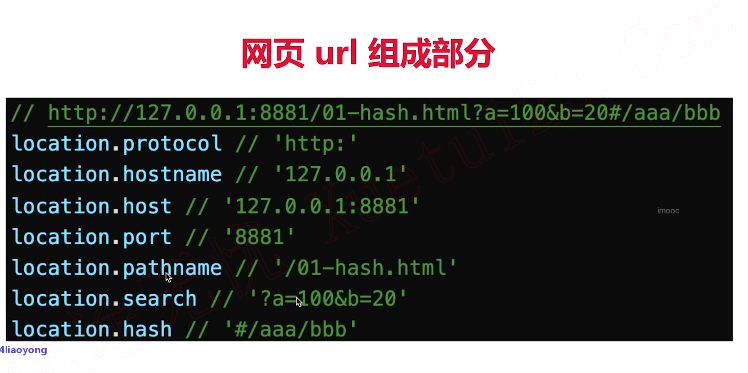 网页 url 组成部分
// http://127.0.0.1:8881/01-hash.html?a=100&b=20#/aaa/bbb
location.protocol // 'http:'
location.hostname // '127.0.0.1'
location.host // '127.0.0.1:8881'
location.port // '8881'
location.pathname // '/01-hash.html'
location.search // '?a=100&b=20'
location.hash // '#/aaa/bbb'
imooc
4liaoyong